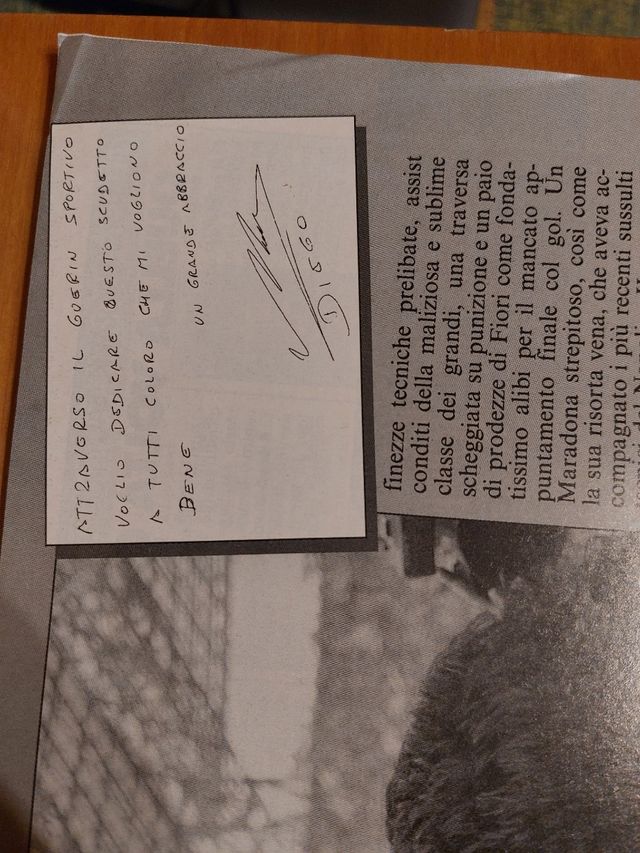 ATTRAVERSO IL GUERIN SPORTIVO
VOGLIO DEDICARE QUESTO SCUDETTO
A TUTTI COLORO CHE MI VOGLIONO
BENE UN GRANDE ABBRACCIO
DIEGO
finezze tecniche prelibate, assist
conditi della maliziosa e sublime
classe dei grandi, una traversa
scheggiata su punizione e un paio
di prodezze di Fiori come fonda-
tissimo alibi per il mancato ap-
puntamento finale col gol. Un
Maradona strepitoso, così come
la sua risorta vena, che aveva ac-
compagnato i più recenti sussulti